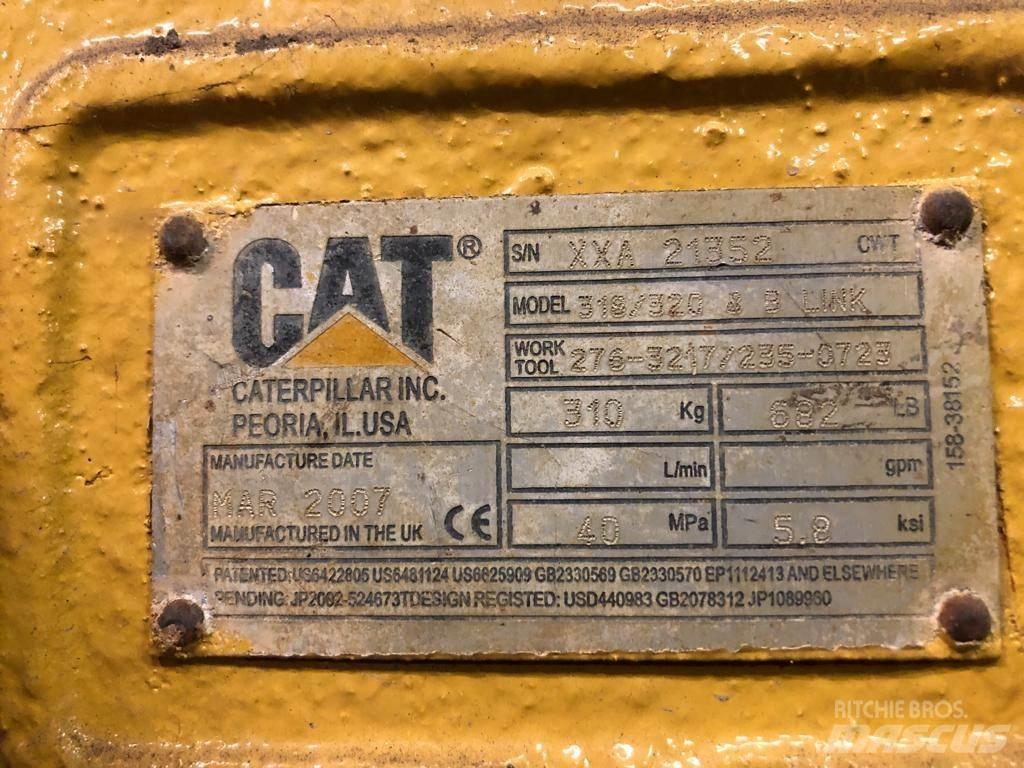 CAT®
CATERPILLAR INC.
PEORIA, IL.USA
MANUFACTURE DATE
MAR 2007
MANUFACTURED IN THE UK CE
S/N XXA 21352 CWT
MODEL 318/320 & B LINK
WORK TOOL 276-3217/235-0723
310 Kg 682 LB
L/min gpm
40 MPa 5.8 ksi
158-38152
PATENTED: US6422805 US6481124 US6625909 GB2330569 GB2330570 EP1112413 AND ELSEWHERE
PENDING: JP2002-524673TDESIGN REGISTED: USD440983 GB2078312 JP1089960
RITCHIE BROS.
MASCUS